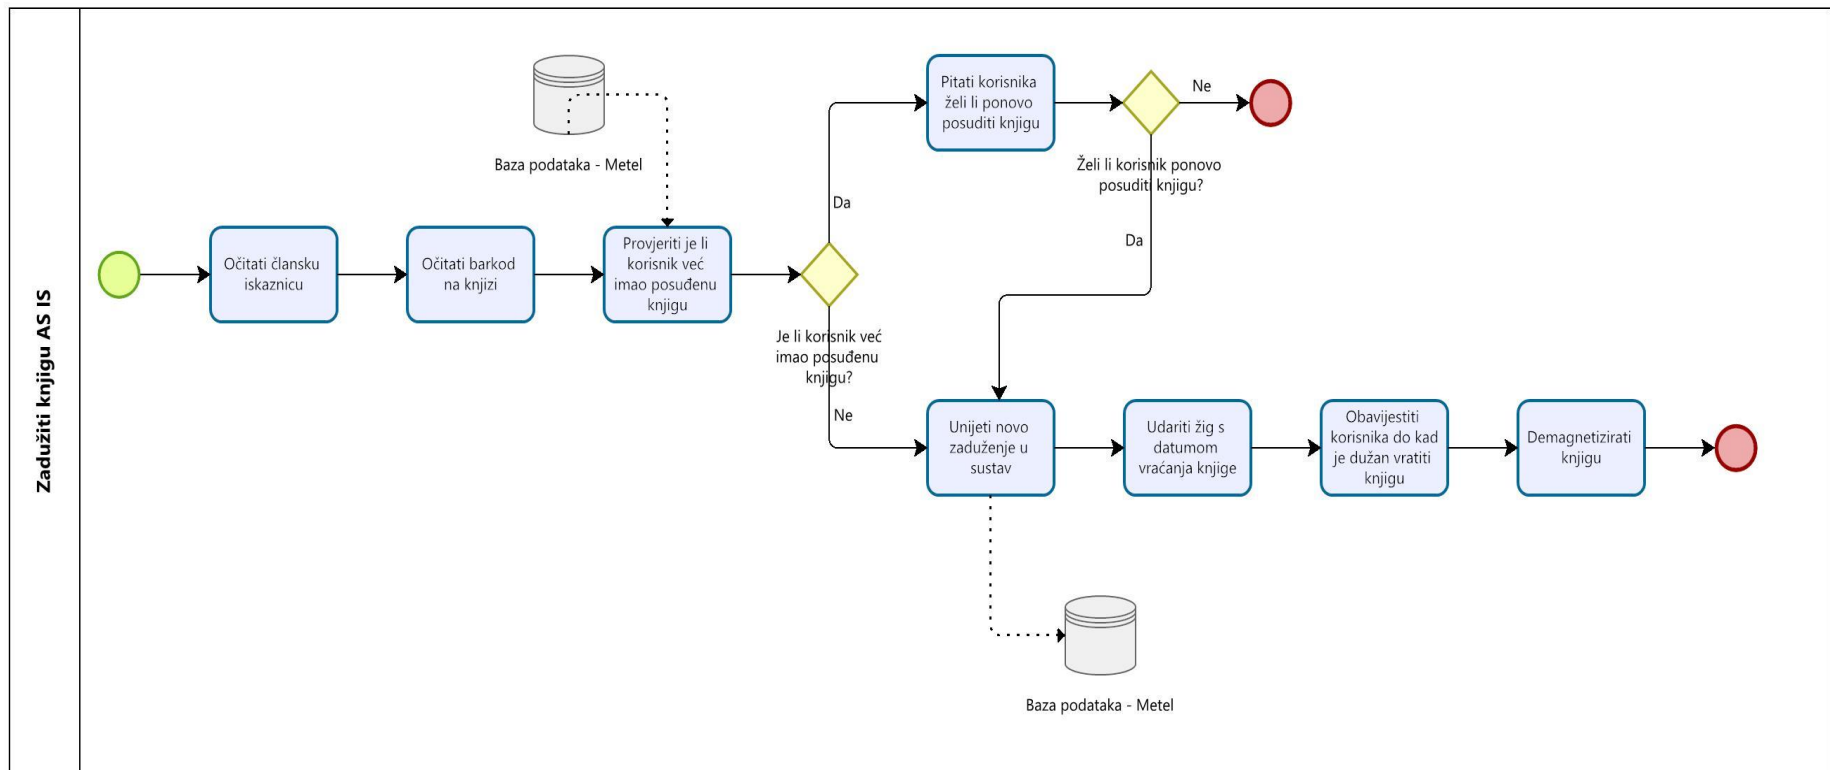 Zadužiti knjigu AS IS
Baza podataka - Metel
Očitati člansku
iskaznicu
Očitati barkod
na knjizi
Provjeriti je li
korisnik već
imao posuđenu
knjigu
Da
Je li korisnik već
imao posuđenu
knjigu?
Ne
Pitati korisnika
želi li ponovo
posuditi knjigu
Ne
Želi li korisnik ponovo
posuditi knjigu?
Da
Unijeti novo
zaduženje u
sustav
Udariti žig s
datumom
vraćanja knjige
Obavijestiti
korisnika do kad
je dužan vratiti
knjigu
Demagnetizirati
knjigu
Baza podataka - Metel